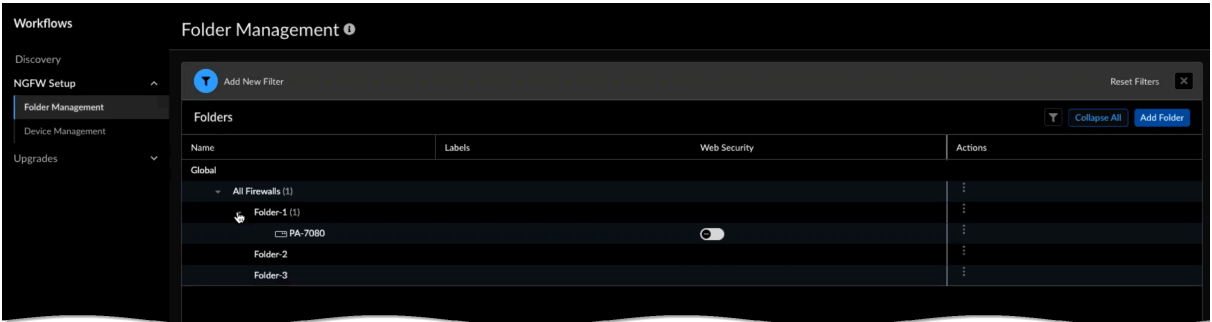 Workflows
Folder Management
Discovery
NGFW Setup
Folder Management
Device Management
Upgrades
Add New Filter
Reset Filters
Folders
Collapse All
Add Folder
Name Labels Web Security Actions
Global
All Firewalls (1)
Folder-1 (1)
PA-7080
Folder-2
Folder-3